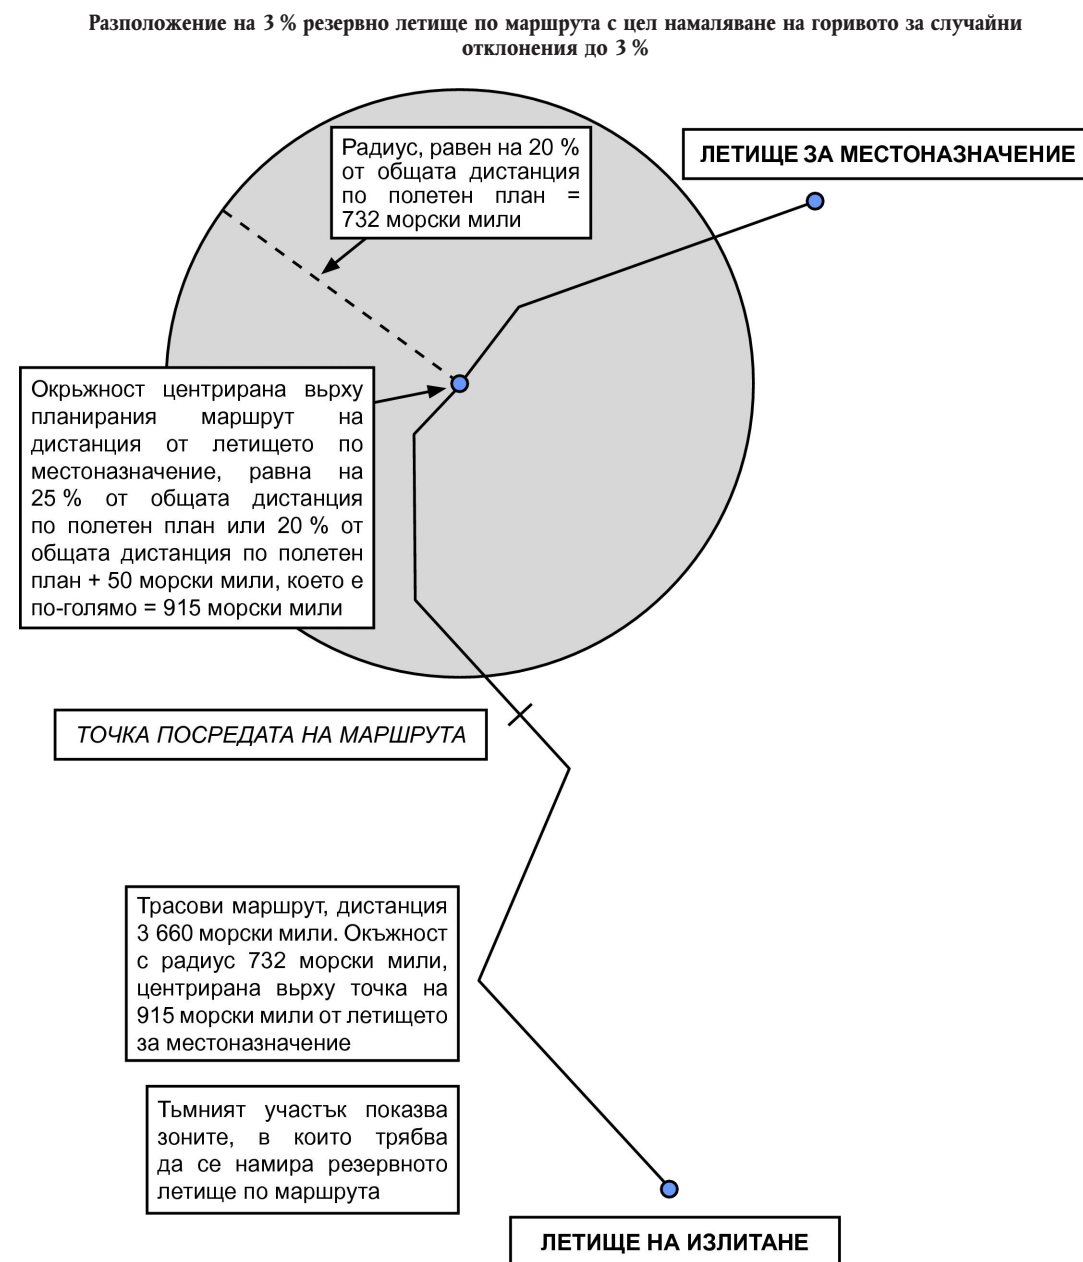 Разположение на 3 % резервно летище по маршрута с цел намаляване на горивото за случайни
отклонения до 3 %
Радиус, равен на 20 %
от общата дистанция
по полетен план =
732 морски мили
ЛЕТИЩЕ ЗА МЕСТОНАЗНАЧЕНИЕ
Окрьжност центрирана вьрху
планирания маршрут на
дистанция от летището по
местоназначение, равна на
25 % от общата дистанция
по полетен план или 20 % от
общата дистанция по полетен
план + 50 морски мили, което е
по-голямо = 915 морски мили
ТОЧКА ПОСРЕДАТА НА МАРШРУТА
Трасови маршрут, дистанция
3 660 морски мили. Окъжност
с радиус 732 морски мили,
центрирана вьрху точка на
915 морски мили от летището
за местоназначение
Тьмният участък показва
зоните, в които трябва
да се намира резервното
летище по маршрута
ЛЕТИЩЕ НА ИЗЛИТАНЕ